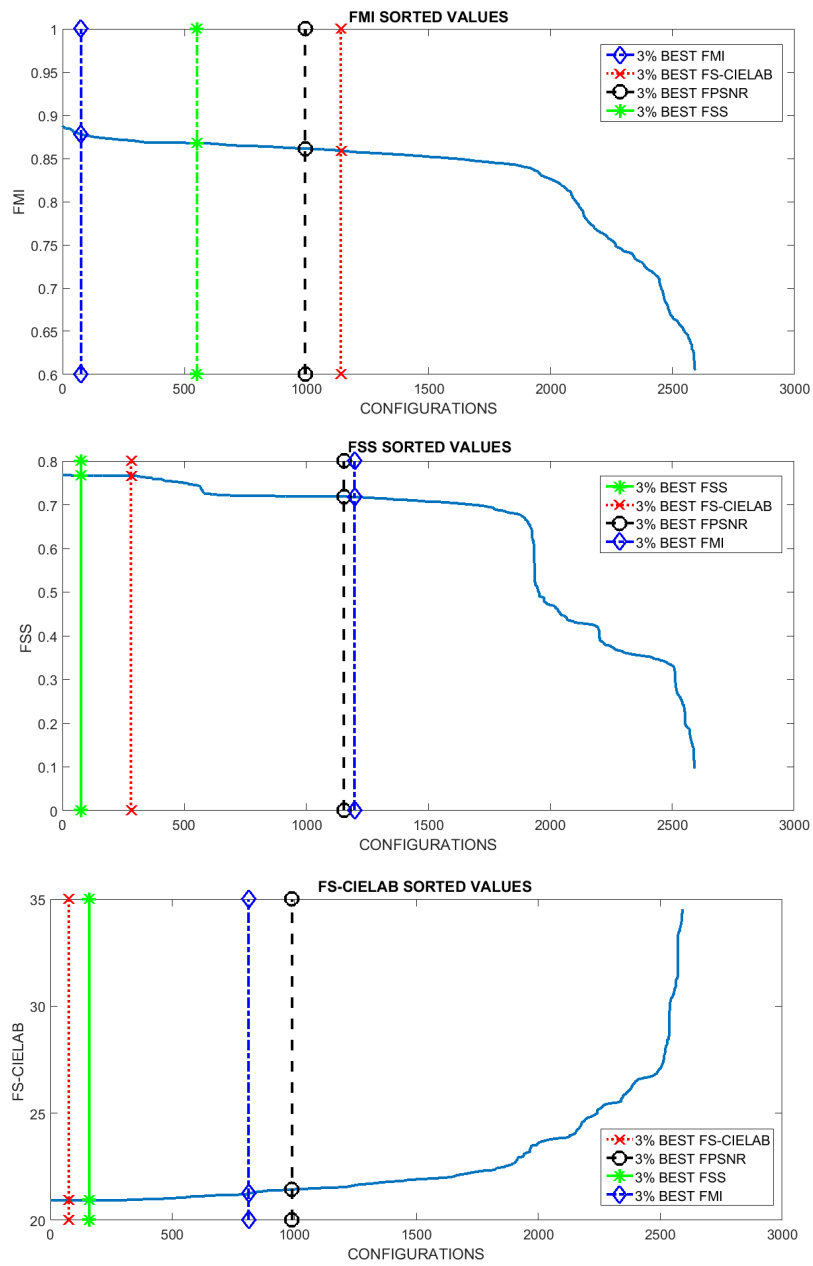 FMI SORTED VALUES
1
0.95
0.9
0.85
0.8
0.75
0.7
0.65
0.6
FMI
3% BEST FMI
3% BEST FS-CIELAB
3% BEST FPSNR
3% BEST FSS
0 500 1000 1500 2000 2500 3000
CONFIGURATIONS
FSS SORTED VALUES
0.8
0.7
0.6
0.5
0.4
0.3
0.2
0.1
0
FSS
3% BEST FSS
3% BEST FS-CIELAB
3% BEST FPSNR
3% BEST FMI
0 500 1000 1500 2000 2500 3000
CONFIGURATIONS
FS-CIELAB SORTED VALUES
35
30
25
20
FS-CIELAB
3% BEST FS-CIELAB
3% BEST FPSNR
3% BEST FSS
3% BEST FMI
0 500 1000 1500 2000 2500 3000
CONFIGURATIONS